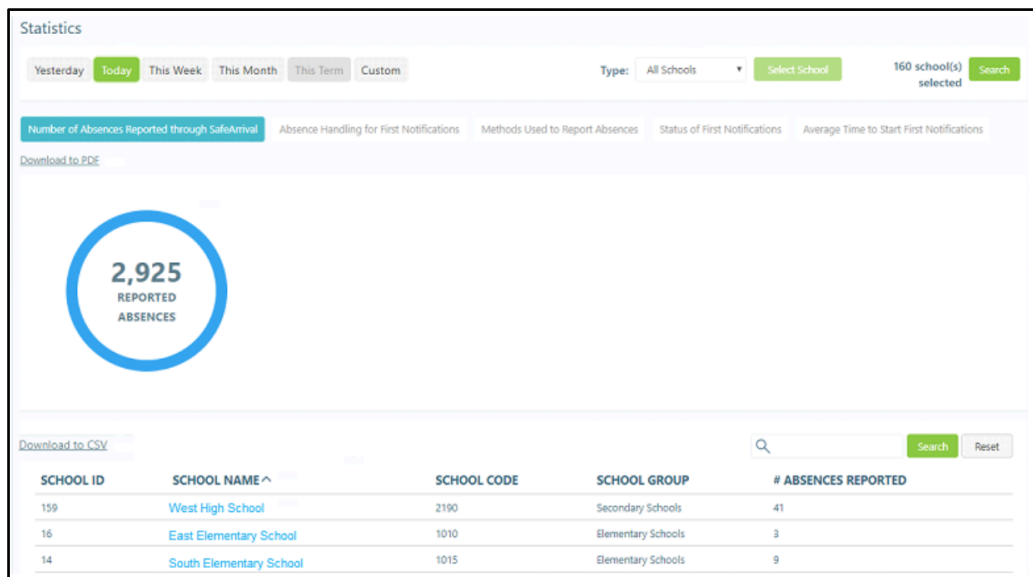 Statistics
Yesterday Today This Week This Month This Term Custom Type: All Schools Select School 160 school(s) selected Search
Number of Absences Reported through SafeArrival Absence Handling for First Notifications Methods Used to Report Absences Status of First Notifications Average Time to Start First Notifications
Download to PDF
2,925
REPORTED
ABSENCES
Download to CSV Search Reset
SCHOOL ID SCHOOL NAME SCHOOL CODE SCHOOL GROUP # ABSENCES REPORTED
159 West High School 2190 Secondary Schools 41
16 East Elementary School 1010 Elementary Schools 3
14 South Elementary School 1015 Elementary Schools 9